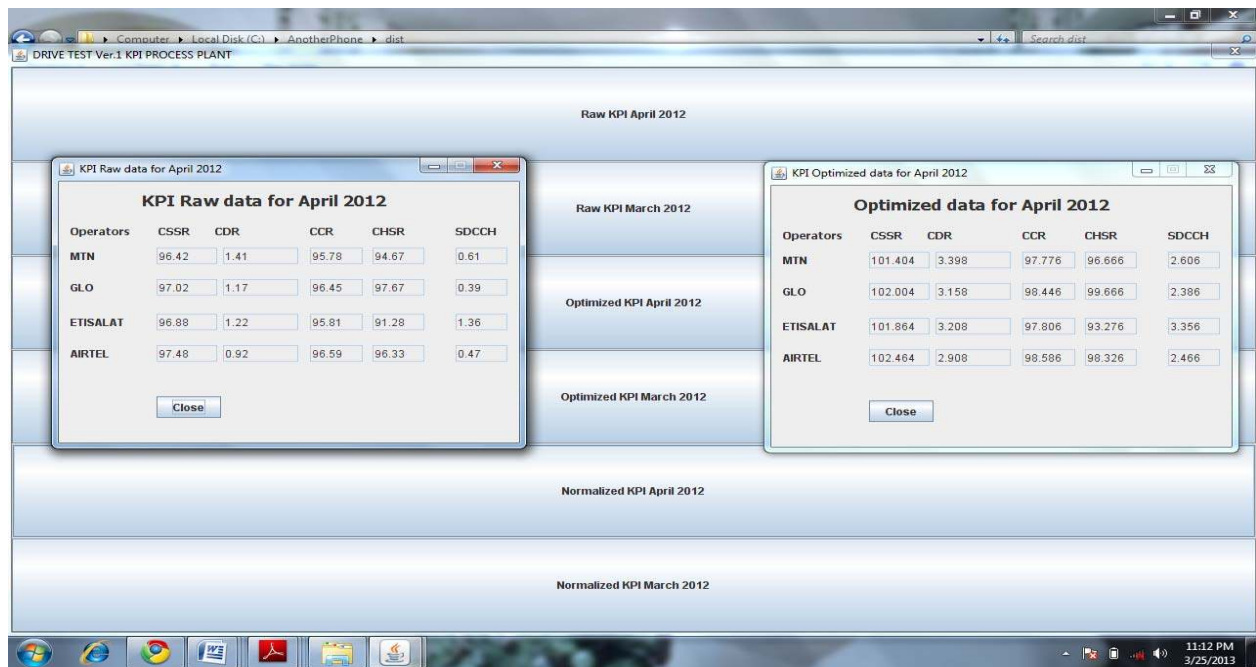 Computer ▸ Local Disk (C:) ▸ AnotherPhone ▸ dist
Search dist
DRIVE TEST Ver.1 KPI PROCESS PLANT
Raw KPI April 2012
Raw KPI March 2012
Optimized KPI April 2012
Optimized KPI March 2012
Normalized KPI April 2012
Normalized KPI March 2012
KPI Raw data for April 2012
KPI Raw data for April 2012
Operators CSSR CDR CCR CHSR SDCCH
MTN 96.42 1.41 95.78 94.67 0.61
GLO 97.02 1.17 96.45 97.67 0.39
ETISALAT 96.88 1.22 95.81 91.28 1.36
AIRTEL 97.48 0.92 96.59 96.33 0.47
Close
KPI Optimized data for April 2012
Optimized data for April 2012
Operators CSSR CDR CCR CHSR SDCCH
MTN 101.404 3.398 97.776 96.666 2.606
GLO 102.004 3.158 98.446 99.666 2.386
ETISALAT 101.864 3.208 97.806 93.276 3.356
AIRTEL 102.464 2.908 98.586 98.326 2.466
Close
11:12 PM
3/25/2013